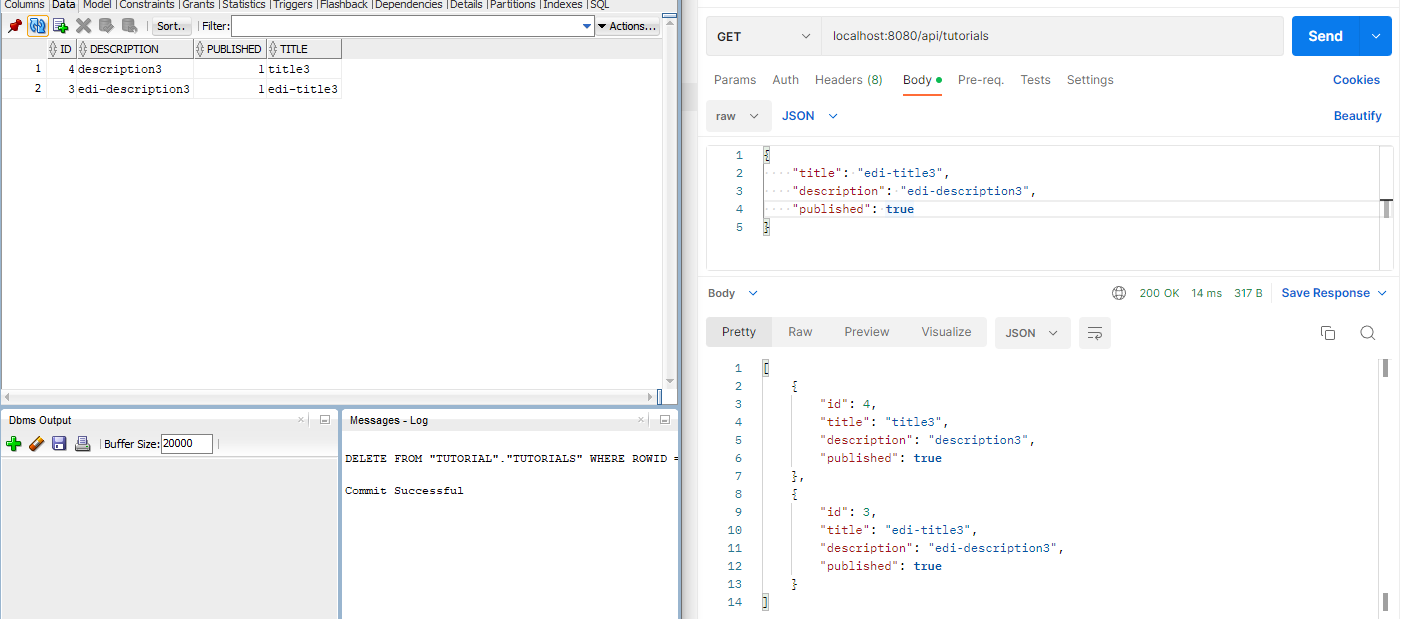 Columns Data Model Constraints Grants Statistics Triggers Flashback Dependencies Details Partitions Indexes SQL
Sort.. Filter: Actions...
ID DESCRIPTION PUBLISHED TITLE
1 4 description3 1 title3
2 3 edi-description3 1 edi-title3
Dbms Output
Buffer Size: 20000
Messages - Log
DELETE FROM "TUTORIAL"."TUTORIALS" WHERE ROWID =
Commit Successful
GET localhost:8080/api/tutorials Send
Params Auth Headers (8) Body Pre-req. Tests Settings Cookies
raw JSON Beautify
1 {
2 "title": "edi-title3",
3 "description": "edi-description3",
4 "published": true
5 }
Body 200 OK 14 ms 317 B Save Response
Pretty Raw Preview Visualize JSON
1 [
2 {
3 "id": 4,
4 "title": "title3",
5 "description": "description3",
6 "published": true
7 },
8 {
9 "id": 3,
10 "title": "edi-title3",
11 "description": "edi-description3",
12 "published": true
13 }
14 ]